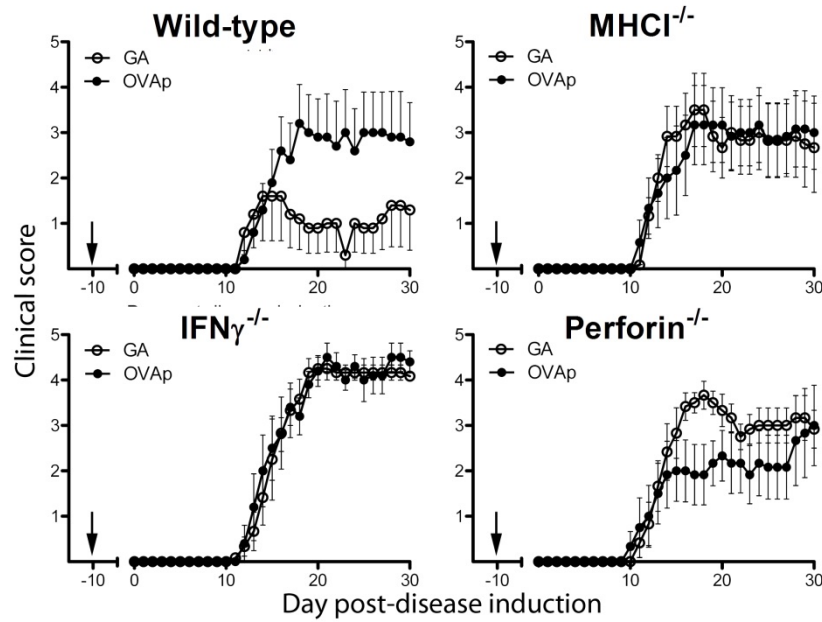 Wild-type
MHCI-/-
GA
OVAp
5
4
3
2
1
-10
0
10
20
30
GA
OVAp
5
4
3
2
1
-10
0
10
20
30
IFNγ-/-
Perforin-/-
GA
OVAp
5
4
3
2
1
-10
0
10
20
30
GA
OVAp
5
4
3
2
1
-10
0
10
20
30
Clinical score
Day post-disease induction